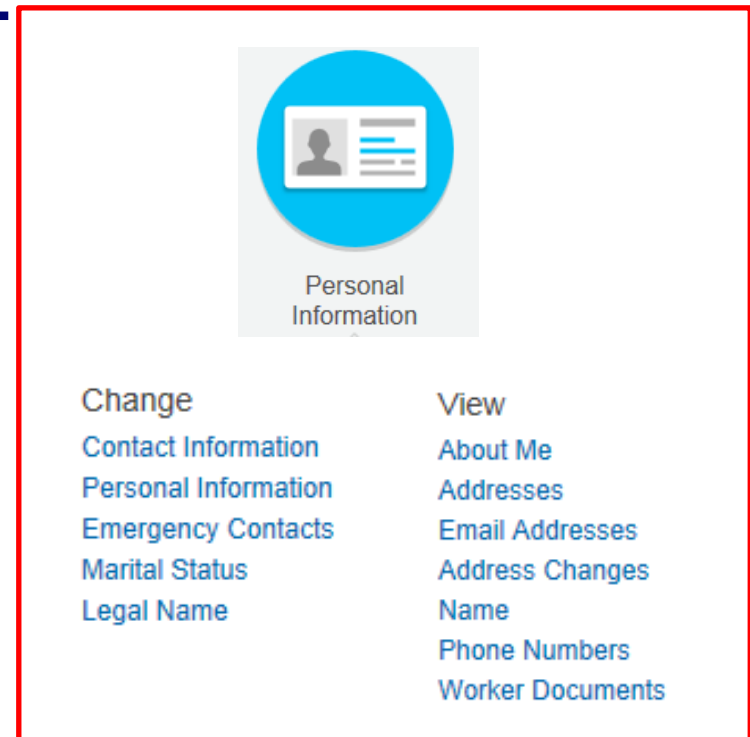 Personal
Information
Change
Contact Information
Personal Information
Emergency Contacts
Marital Status
Legal Name
View
About Me
Addresses
Email Addresses
Address Changes
Name
Phone Numbers
Worker Documents